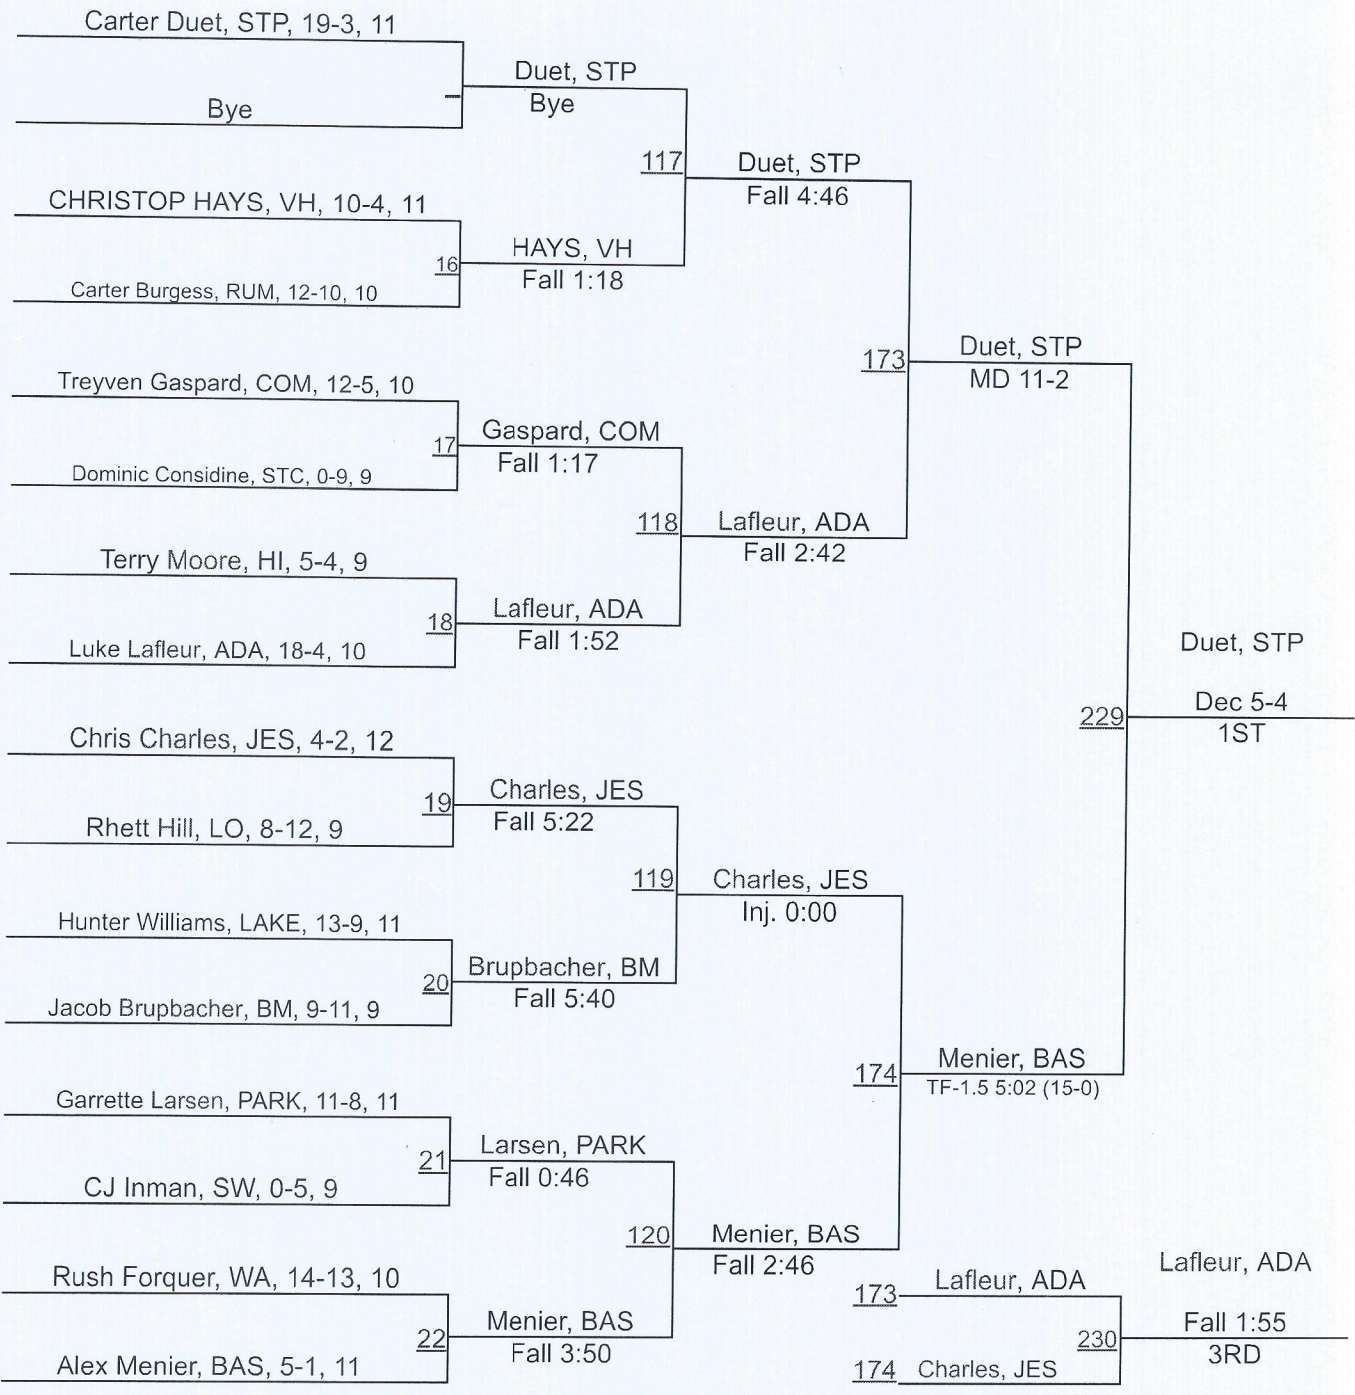 Carter Duet, STP, 19-3, 11
Duet, STP
Bye
Bye
117
Duet, STP
Fall 4:46
CHRISTOP HAYS, VH, 10-4, 11
HAYS, VH
16
Fall 1:18
Carter Burgess, RUM, 12-10, 10
173
Duet, STP
MD 11-2
Treyven Gaspard, COM, 12-5, 10
Gaspard, COM
17
Fall 1:17
Dominic Considine, STC, 0-9, 9
118
Lafleur, ADA
Fall 2:42
Terry Moore, HI, 5-4, 9
Lafleur, ADA
18
Fall 1:52
Luke Lafleur, ADA, 18-4, 10
Duet, STP
229
Dec 5-4
1ST
Chris Charles, JES, 4-2, 12
Charles, JES
19
Fall 5:22
Rhett Hill, LO, 8-12, 9
119
Charles, JES
Inj. 0:00
Hunter Williams, LAKE, 13-9, 11
Brupbacher, BM
20
Fall 5:40
Jacob Brupbacher, BM, 9-11, 9
174
Menier, BAS
TF-1.5 5:02 (15-0)
Garrette Larsen, PARK, 11-8, 11
Larsen, PARK
21
Fall 0:46
CJ Inman, SW, 0-5, 9
120
Menier, BAS
Fall 2:46
Rush Forquer, WA, 14-13, 10
Menier, BAS
22
Fall 3:50
Alex Menier, BAS, 5-1, 11
173
Lafleur, ADA
Lafleur, ADA
230
Fall 1:55
3RD
174
Charles, JES